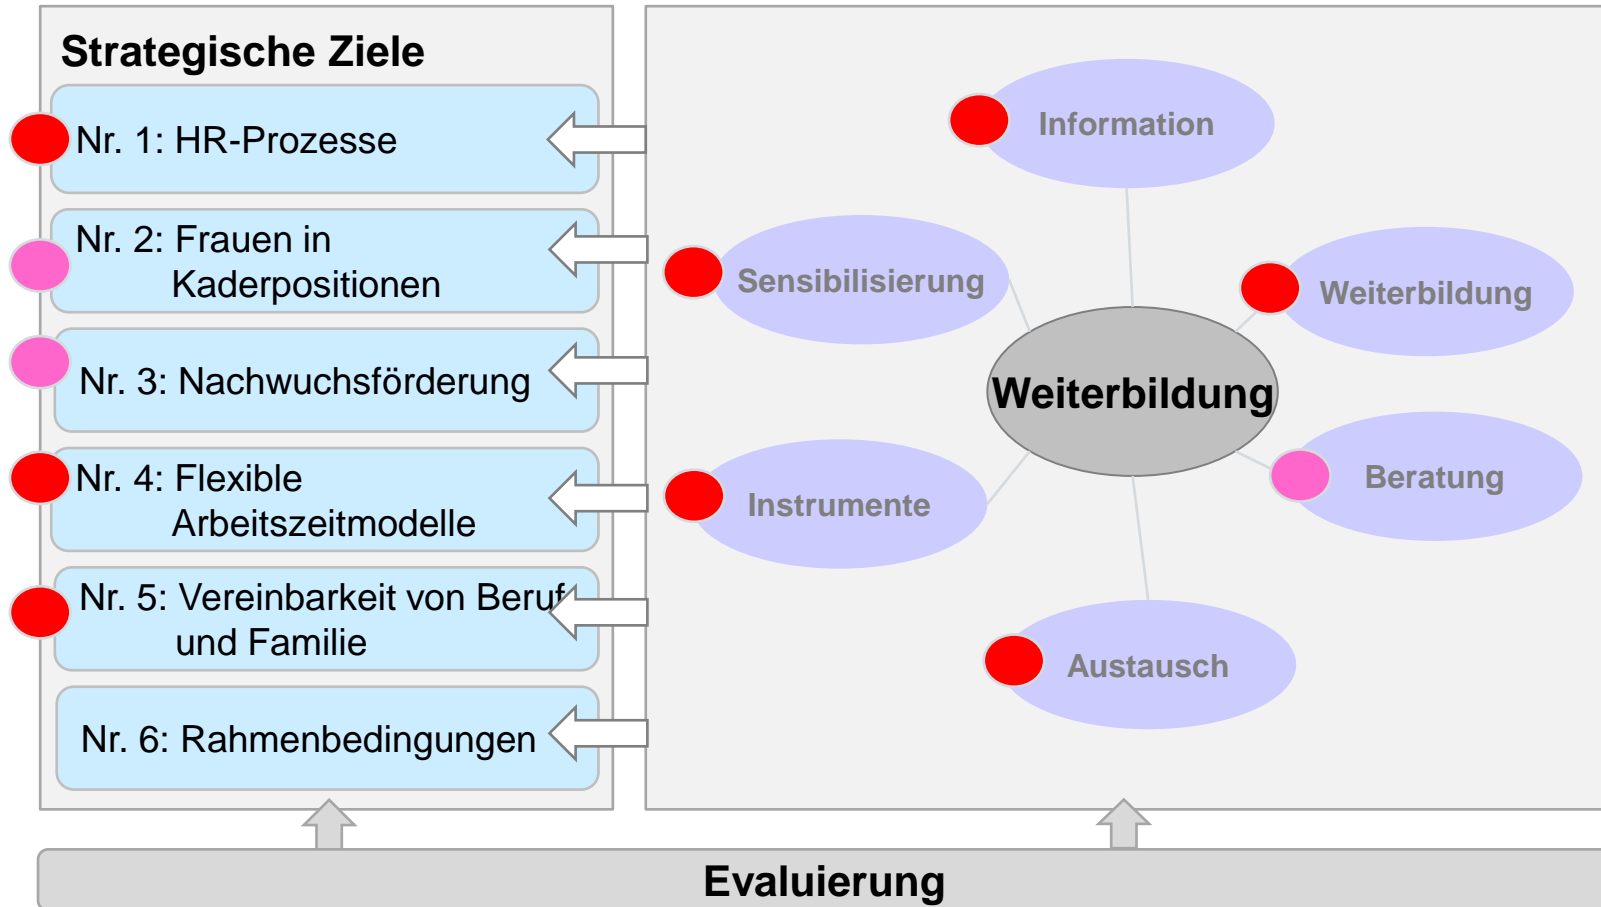 Strategische Ziele
Nr. 1: HR-Prozesse
Nr. 2: Frauen in
Kaderpositionen
Nr. 3: Nachwuchsförderung
Nr. 4: Flexible
Arbeitszeitmodelle
Nr. 5: Vereinbarkeit von Beruf
und Familie
Nr. 6: Rahmenbedingungen
Information
Sensibilisierung
Weiterbildung
Weiterbildung
Instrumente
Beratung
Austausch
Evaluierung